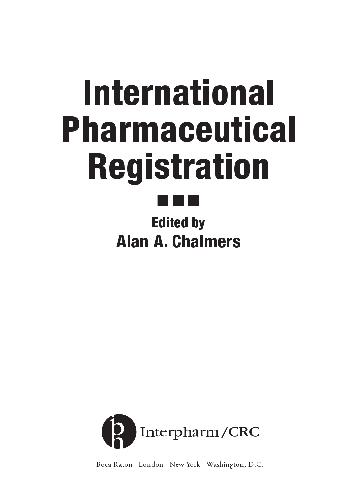 International
Pharmaceutical
Registration
Edited by
Alan A. Chalmers
Interpharm/CRC
Boca Raton London New York Washington, D.C.